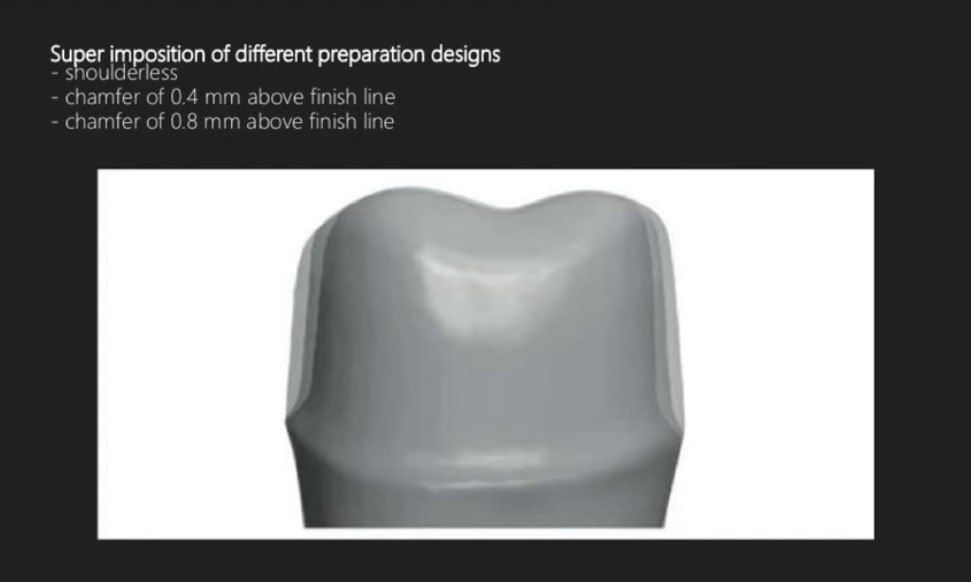 Super imposition of different preparation designs
- shoulderless
- chamfer of 0.4 mm above finish line
- chamfer of 0.8 mm above finish line